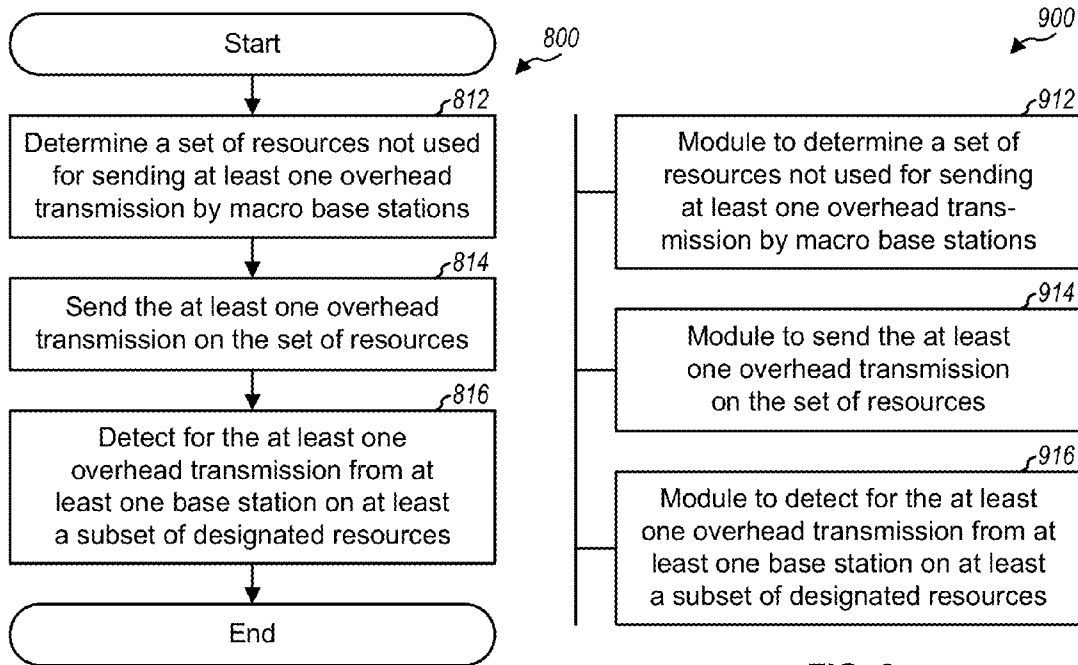 Start
800
812
Determine a set of resources not used
for sending at least one overhead
transmission by macro base stations
814
Send the at least one overhead
transmission on the set of resources
816
Detect for the at least one
overhead transmission from at
least one base station on at least
a subset of designated resources
End
900
912
Module to determine a set of
resources not used for sending
at least one overhead trans-
mission by macro base stations
914
Module to send the at least
one overhead transmission
on the set of resources
916
Module to detect for the at least
one overhead transmission from at
least one base station on at least
a subset of designated resources